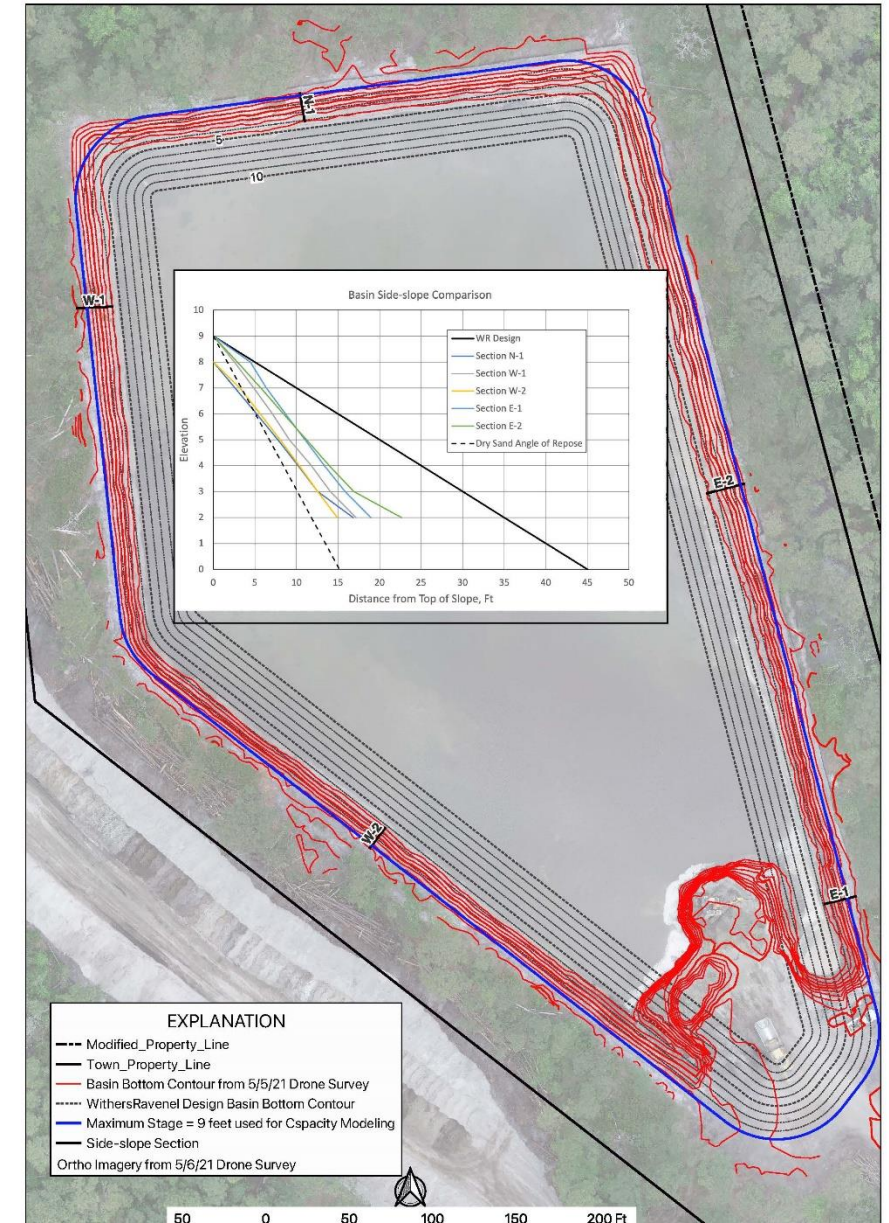 N-1
5
10
W-1
Basin Side-slope Comparison
10
9
8
7
6
5
4
3
2
1
0
Elevation
WR Design
Section N-1
Section W-1
Section W-2
Section E-1
Section E-2
Dry Sand Angle of Repose
0 5 10 15 20 25 30 35 40 45 50
Distance from Top of Slope, Ft
E-2
W-2
E-1
EXPLANATION
Modified_Property_Line
Town_Property_Line
Basin Bottom Contour from 5/5/21 Drone Survey
WithersRavenel Design Basin Bottom Contour
Maximum Stage = 9 feet used for Cspacity Modeling
Side-slope Section
Ortho Imagery from 5/6/21 Drone Survey
50 0 50 100 150 200 Ft